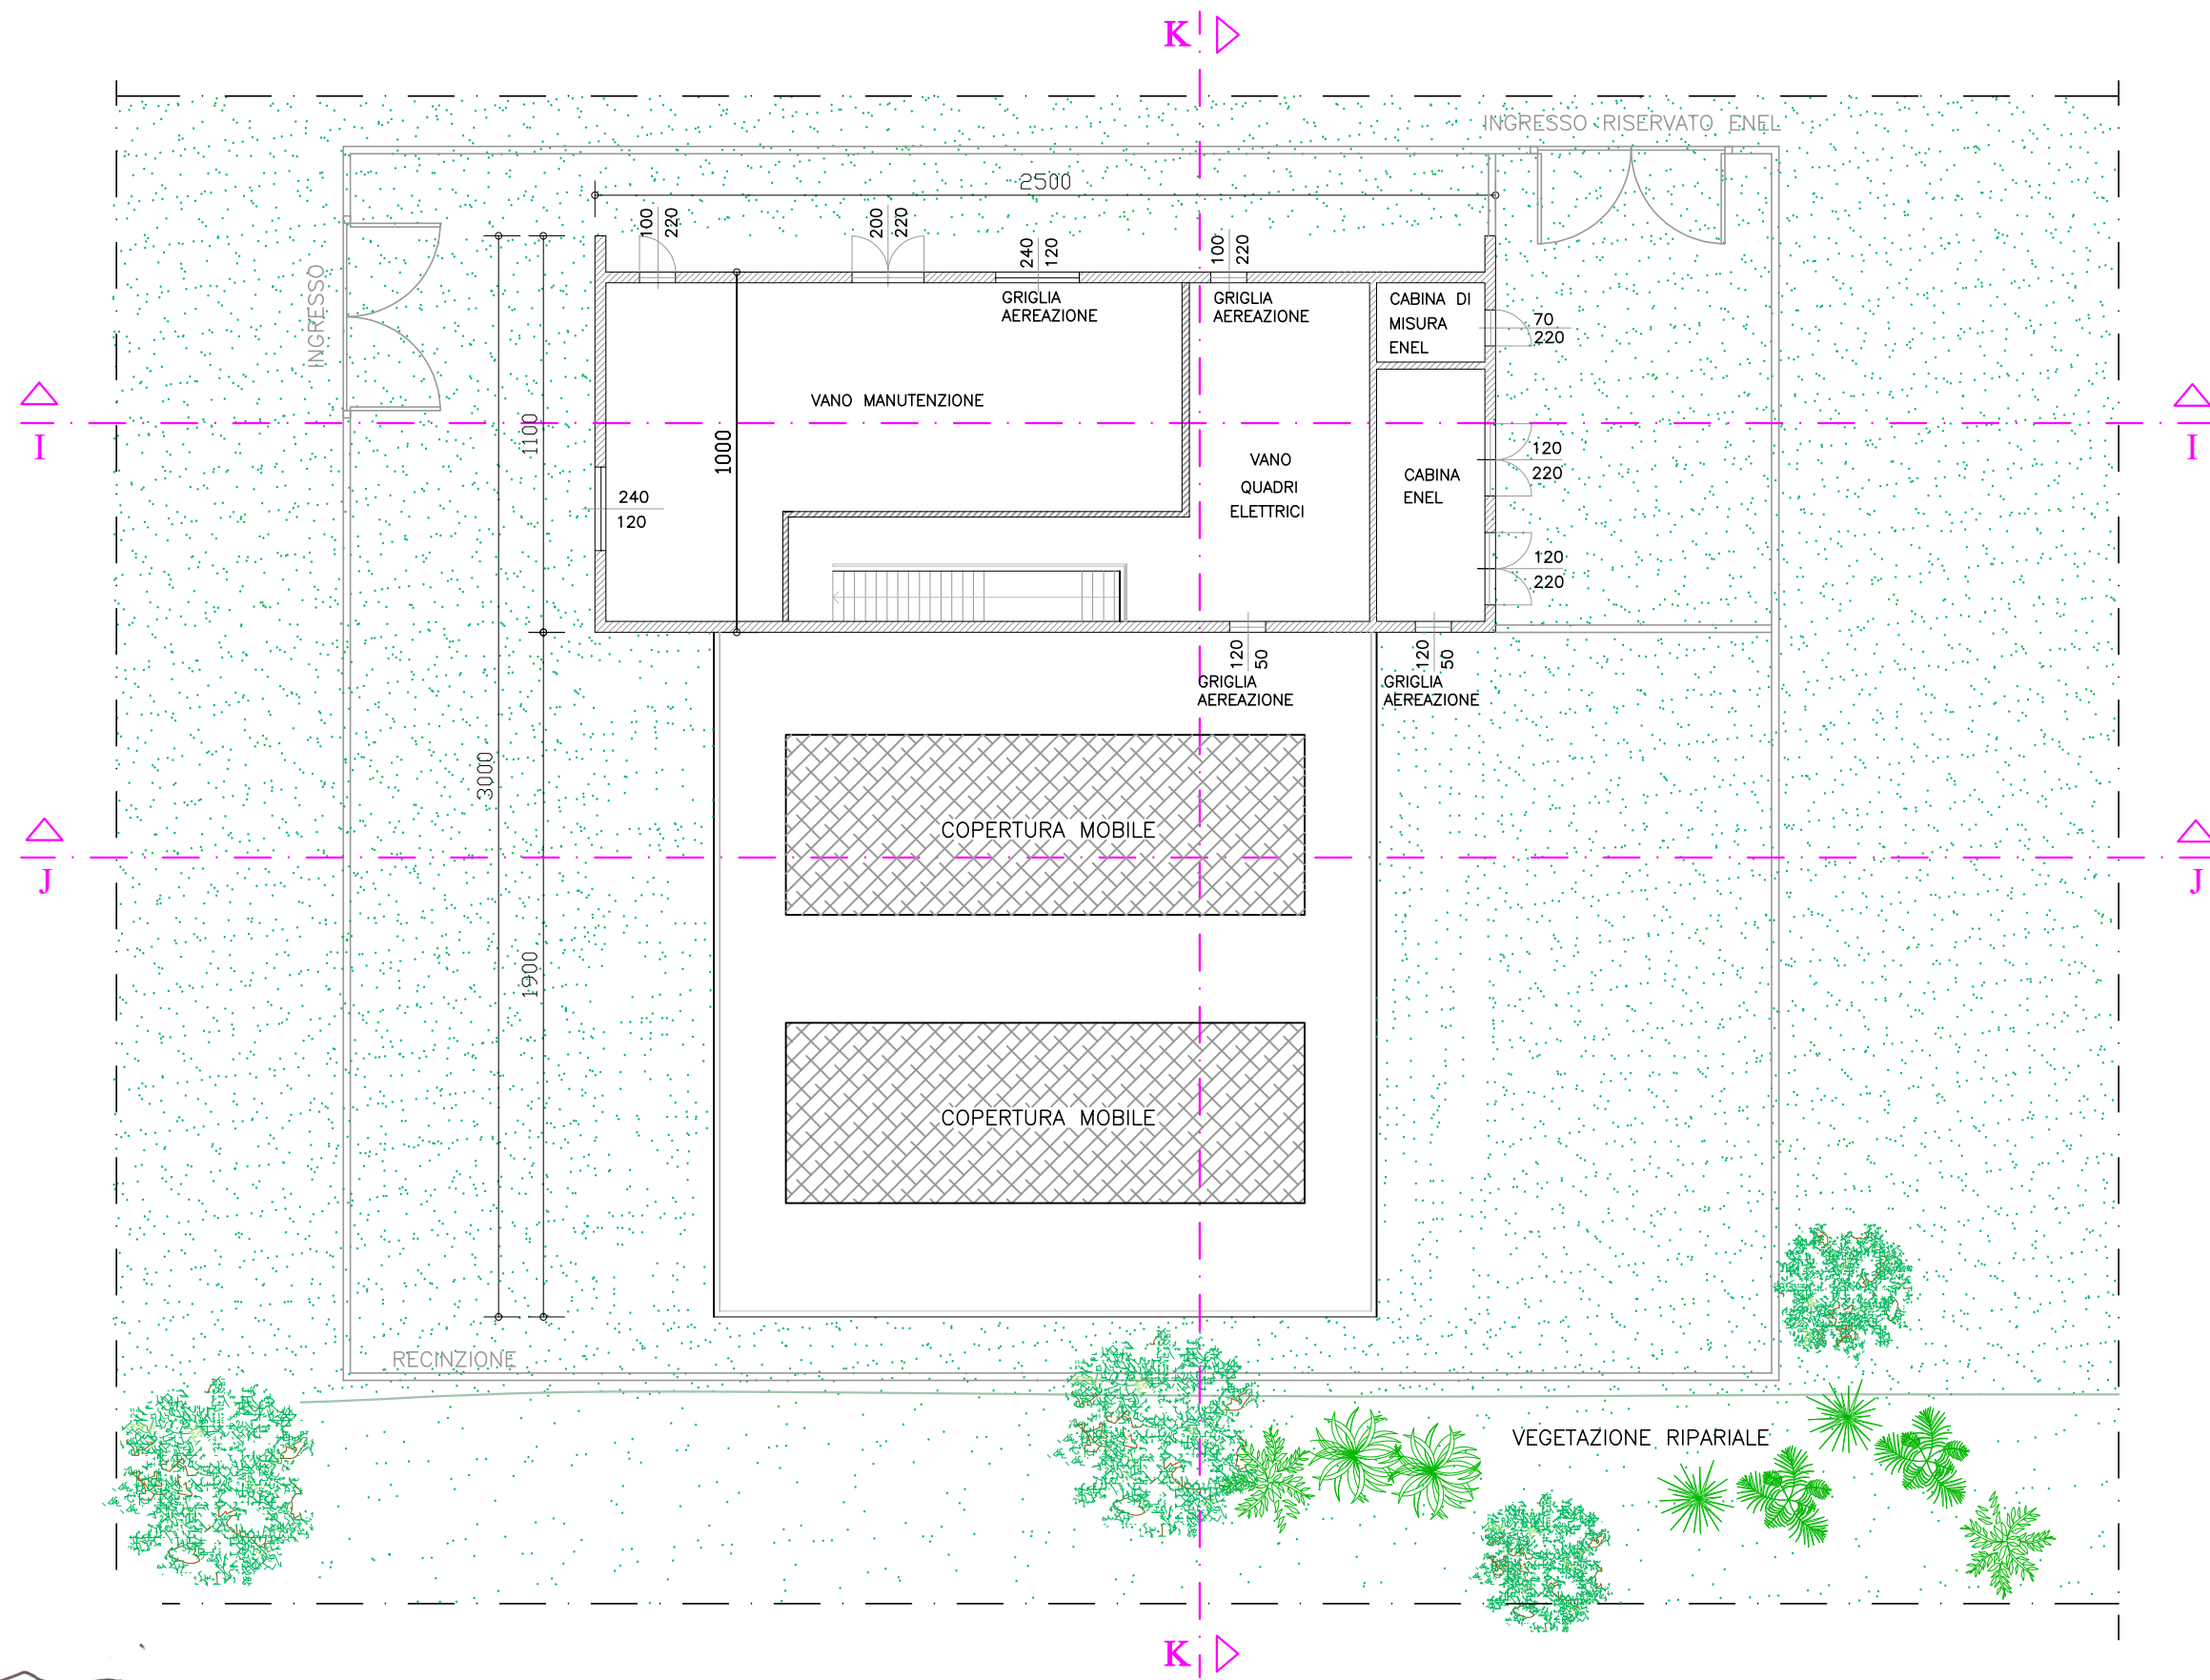 K
INGRESSO RISERVATO ENEL
2500
100
220
200
220
240
120
100
220
INGRESSO
GRIGLIA
AEREAZIONE
GRIGLIA
AEREAZIONE
CABINA DI
MISURA
ENEL
70
220
VANO MANUTENZIONE
I
I
1100
1000
VANO
QUADRI
ELETTRICI
CABINA
ENEL
120
220
240
120
120
220
120
50
120
50
GRIGLIA
AEREAZIONE
GRIGLIA
AEREAZIONE
3000
COPERTURA MOBILE
J
J
1900
COPERTURA MOBILE
RECINZIONE
VEGETAZIONE RIPARIALE
K